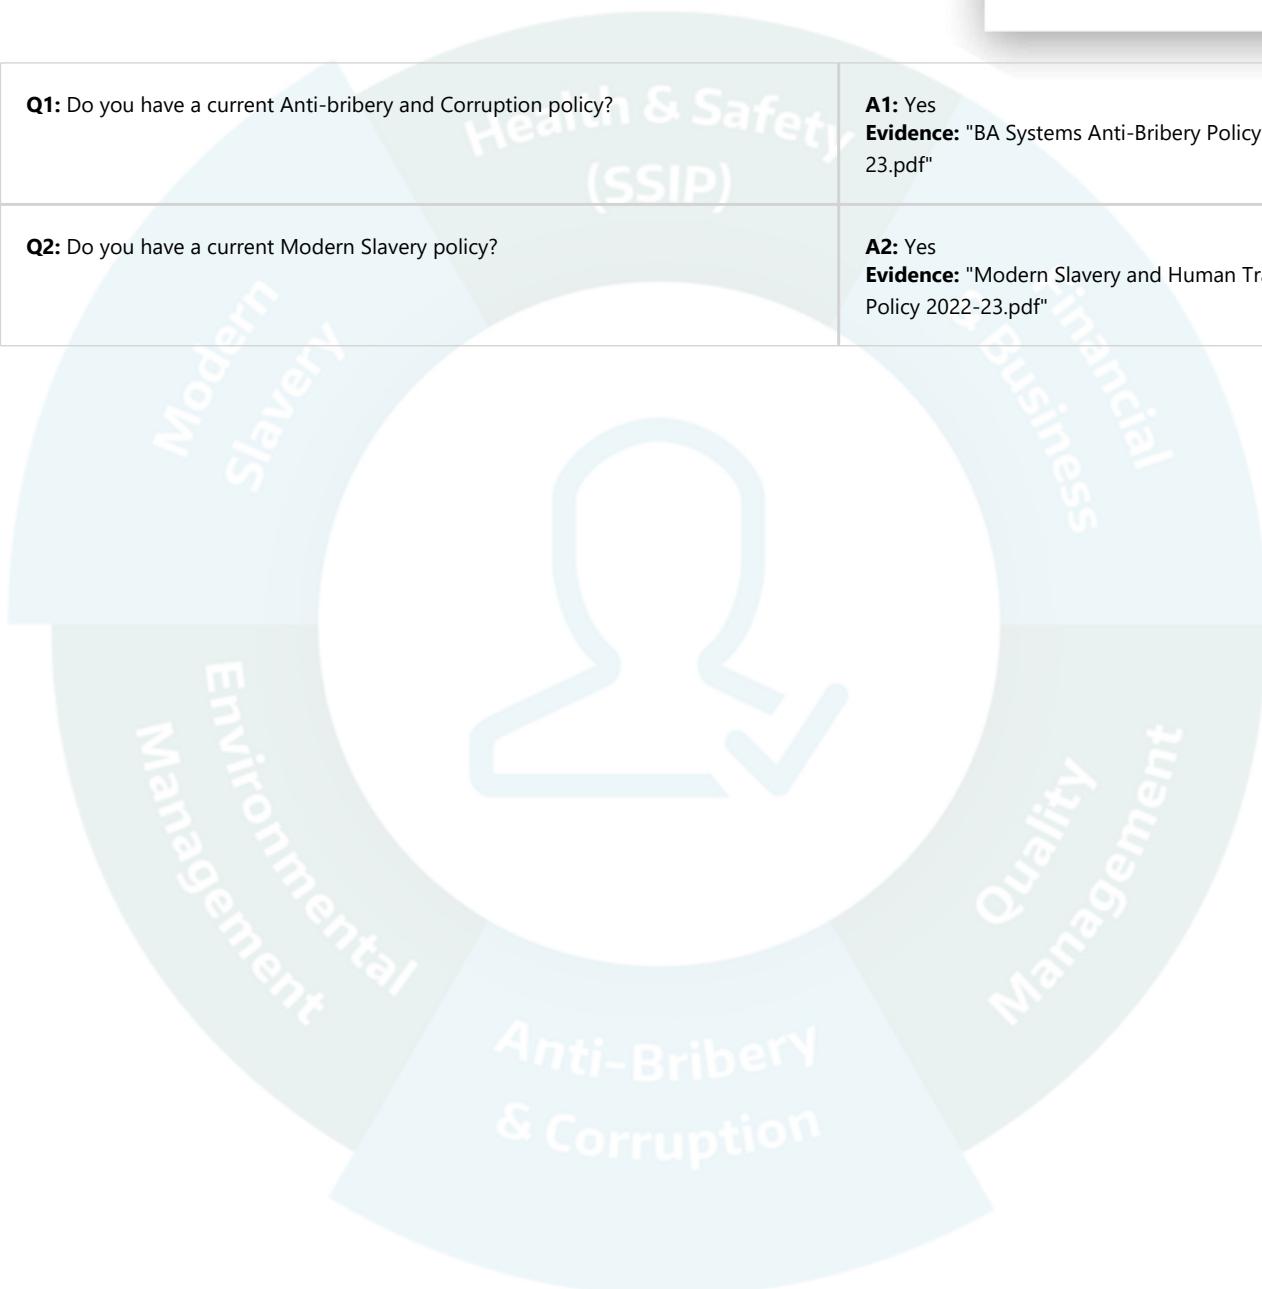 Q1: Do you have a current Anti-bribery and Corruption policy?
A1: Yes
Evidence: "BA Systems Anti-Bribery Policy
23.pdf"
Q2: Do you have a current Modern Slavery policy?
A2: Yes
Evidence: "Modern Slavery and Human
Policy 2022-23.pdf"
Health & Safety
(SSIP)
Financial
& Business
Quality
Management
Anti-Bribery
& Corruption
Environmental
Management
Modern
Slavery